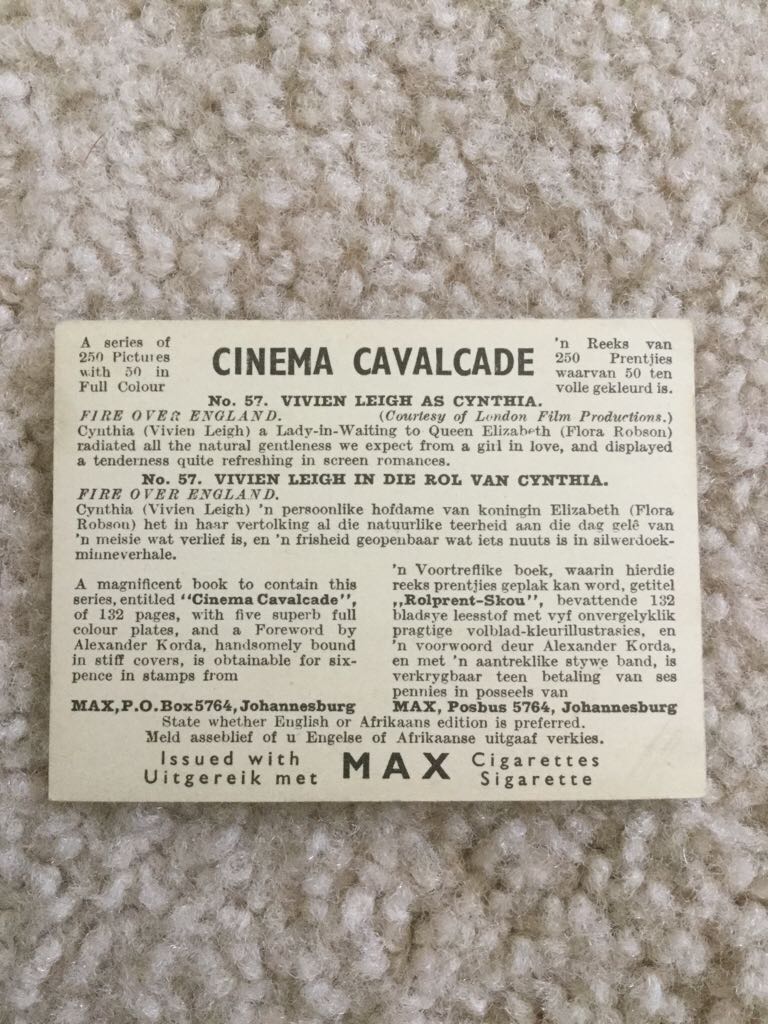 A series of
250 Pictures
with 50 in
Full Colour
CINEMA CAVALCADE
'n Reeks van
250 Prentjies
waarvan 50 ten
volle gekleurd is.
No. 57. VIVIEN LEIGH AS CYNTHIA.
FIRE OVER ENGLAND. (Courtesy of London Film Productions.)
Cynthia (Vivien Leigh) a Lady-in-Waiting to Queen Elizabeth (Flora Robson)
radiated all the natural gentleness we expect from a girl in love, and displayed
a tenderness quite refreshing in screen romances.
No. 57. VIVIEN LEIGH IN DIE ROL VAN CYNTHIA.
FIRE OVER ENGLAND.
Cynthia (Vivien Leigh) 'n persoonlike hofdame van koningin Elizabeth (Flora
Robson) het in haar vertolking al die natuurlike teerheid aan die dag gelê van
'n meisie wat verlief is, en 'n frisheid geopenbaar wat iets nuuts is in silwerdoek-
minneverhale.
A magnificent book to contain this
series, entitled "Cinema Cavalcade",
of 132 pages, with five superb full
colour plates, and a Foreword by
Alexander Korda, handsomely bound
in stiff covers, is obtainable for six-
pence in stamps from
MAX, P.O. Box 5764, Johannesburg
'n Voortreflike boek, waarin hierdie
reeks prentjies geplak kan word, getitel
„Rolprent-Skou", bevattende 132
bladsye leesstof met vyf onvergelyklik
pragtige volblad-kleurillustrasies, en
'n voorwoord deur Alexander Korda,
en met 'n aantreklike stywe band, is
verkrygbaar teen betaling van ses
pennies in posseels van
MAX, Posbus 5764, Johannesburg
State whether English or Afrikaans edition is preferred.
Meld asseblief of u Engelse of Afrikaanse uitgaaf verkies.
Issued with
Uitgereik met
MAX
Cigarettes
Sigarette